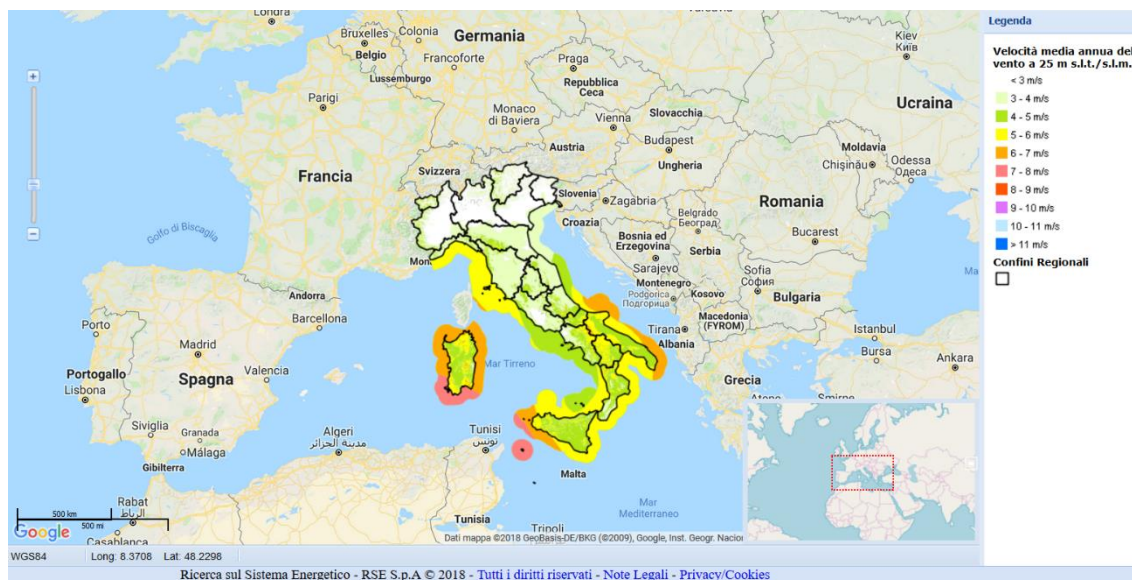 Londra
Varsavia
Legenda
Bruxelles
Colonia
Germania
Kiev
Київ
Belgio
Francoforte
Praga
Velocità media annua del
vento a 25 m s.l.t./s.l.m.
Lussemburgo
Repubblica
Ceca
< 3 m/s
Parigi
Ucraina
3 - 4 m/s
Monaco
di Baviera
Slovacchia
4 - 5 m/s
Vienna
5 - 6 m/s
Austria
Budapest
Moldavia
6 - 7 m/s
Francia
Svizzera
Ungheria
Chișinău
Odessa
Одеса
7 - 8 m/s
Slovenia
Zagabria
8 - 9 m/s
Croazia
Romania
9 - 10 m/s
Belgrado
Београд
Bucarest
10 - 11 m/s
Golfo di Biscaglia
Bosnia ed
Erzegovina
Serbia
> 11 m/s
Sarajevo
Confini Regionali
Montenegro
Sofia
София
Andorra
Podgorica
Подгорица
Kosovo
Bulgaria
Barcellona
Macedonia
(FYROM)
Porto
Tirana
Istanbul
Madrid
Albania
Bursa
Ankara
Mar Tirreno
Portogallo
Spagna
Valencia
Grecia
Lisbona
Siviglia
Granada
Málaga
Algeri
مدينة الجزائر
Tunisi
تونس
Gibilterra
Malta
Rabat
الرباط
Mar
Mediterraneo
500 km
500 mi
Google
Tunisia
Tripoli
Casablanca
Dati mappa ©2018 GeoBasis-DE/BKG (©2009), Google, Inst. Geogr. Nacior
WGS84 Long: 8.3708 Lat: 48.2298
Ricerca sul Sistema Energetico - RSE S.p.A © 2018 - Tutti i diritti riservati - Note Legali - Privacy/Cookies